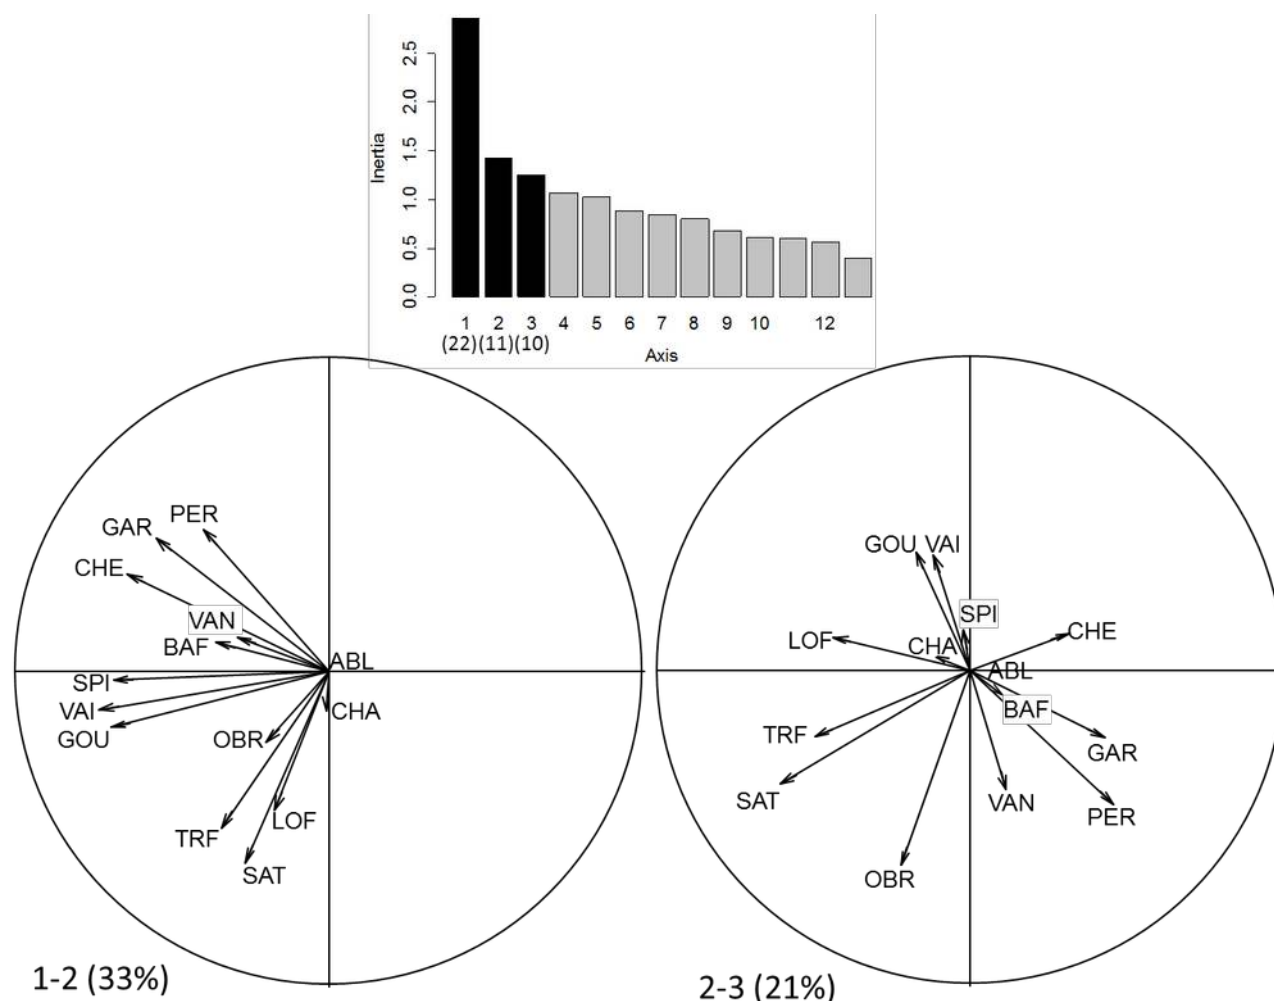 Inertia
2.5
2.0
1.5
1.0
0.5
0.0
1 2 3 4 5 6 7 8 9 10 12
(22) (11) (10)
Axis
PER
GAR
CHE
VAN
BAF
ABL
SPI
VAI
CHA
GOU
OBR
LOF
TRF
SAT
1-2 (33%)
GOU VAI
SPI
CHE
LOF
CHA
ABL
BAF
TRF
GAR
SAT
VAN
PER
OBR
2-3 (21%)